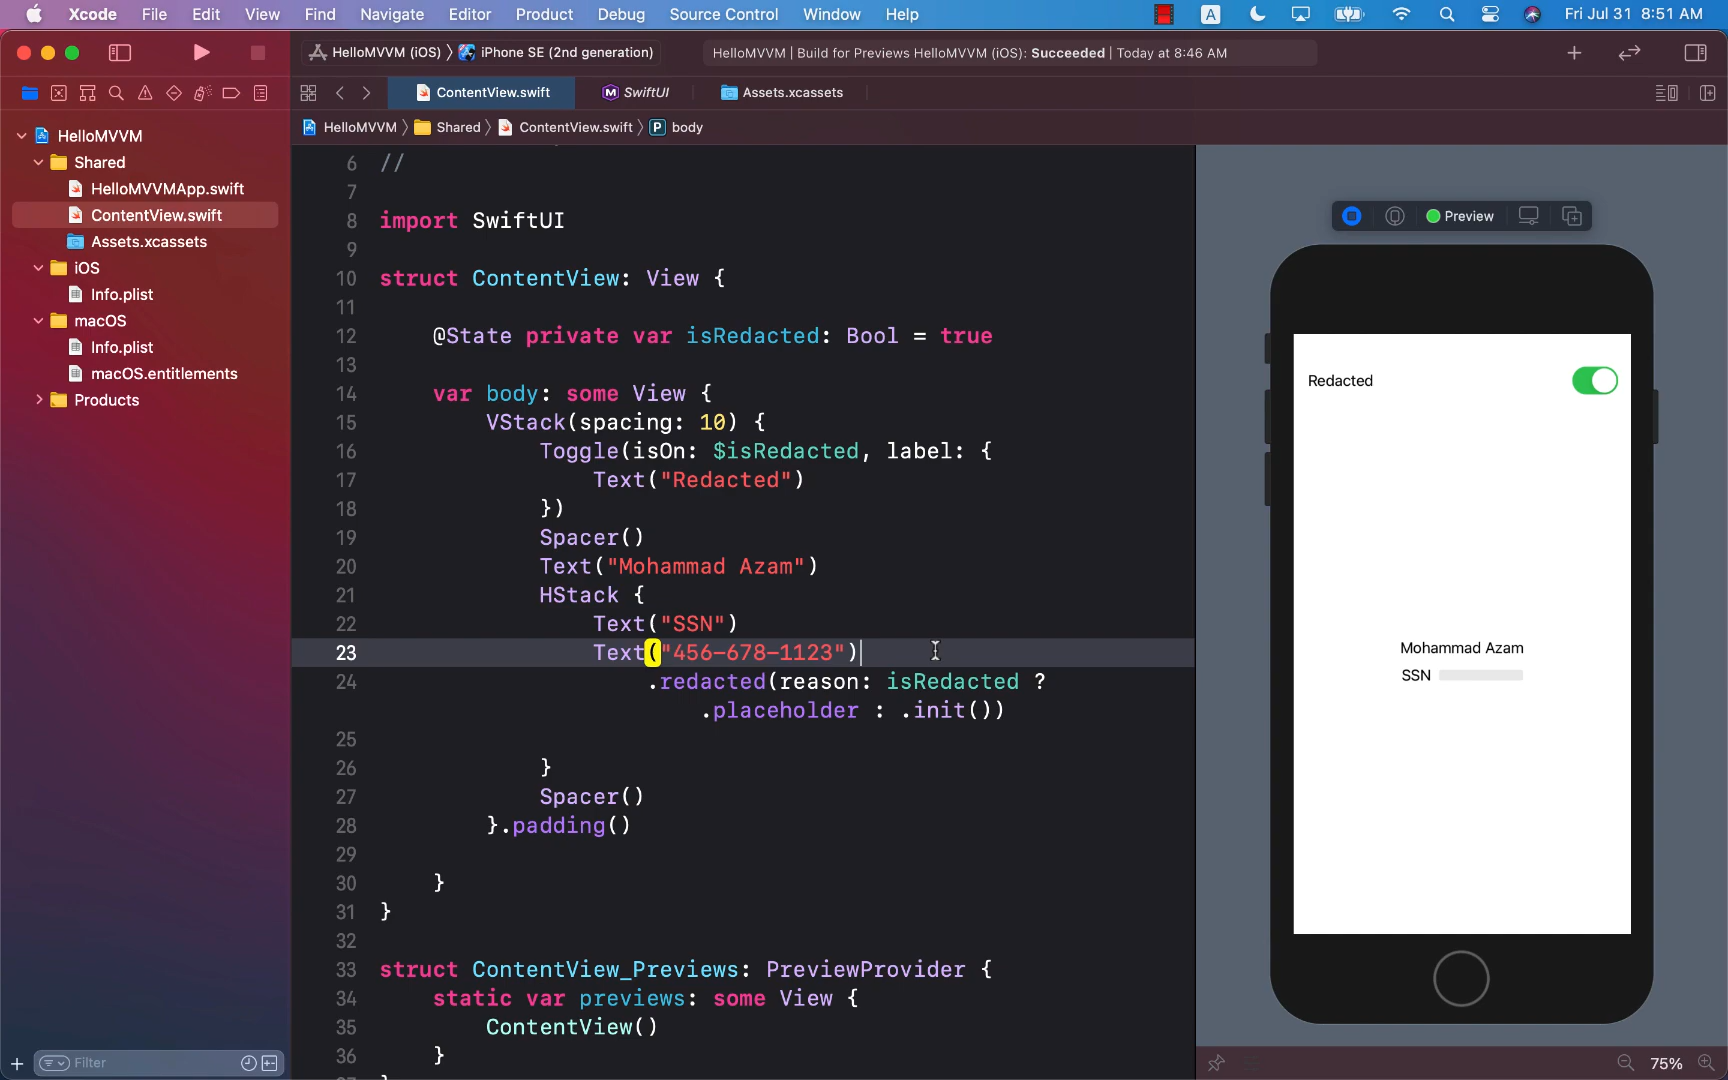 Xcode File Edit View Find Navigate Editor Product Debug Source Control Window Help A Fri Jul 31 8:51 AM
HelloMVVM (iOS) iPhone SE (2nd generation) HelloMVVM | Build for Previews HelloMVVM (iOS): Succeeded | Today at 8:46 AM
ContentView.swift SwiftUI Assets.xcassets
HelloMVVM Shared ContentView.swift P body
HelloMVVM
Shared
HelloMVVMApp.swift
ContentView.swift
Assets.xcassets
iOS
Info.plist
macOS
Info.plist
macOS.entitlements
Products
Filter
6 //
7
8 import SwiftUI
9
10 struct ContentView: View {
11
12 @State private var isRedacted: Bool = true
13
14 var body: some View {
15 VStack(spacing: 10) {
16 Toggle(isOn: $isRedacted, label: {
17 Text("Redacted")
18 })
19 Spacer()
20 Text("Mohammad Azam")
21 HStack {
22 Text("SSN")
23 Text("456-678-1123")
24 .redacted(reason: isRedacted ?
.placeholder : .init())
25
26 }
27 Spacer()
28 }.padding()
29
30 }
31 }
32
33 struct ContentView_Previews: PreviewProvider {
34 static var previews: some View {
35 ContentView()
36 }
Preview
Redacted
Mohammad Azam
SSN
75%